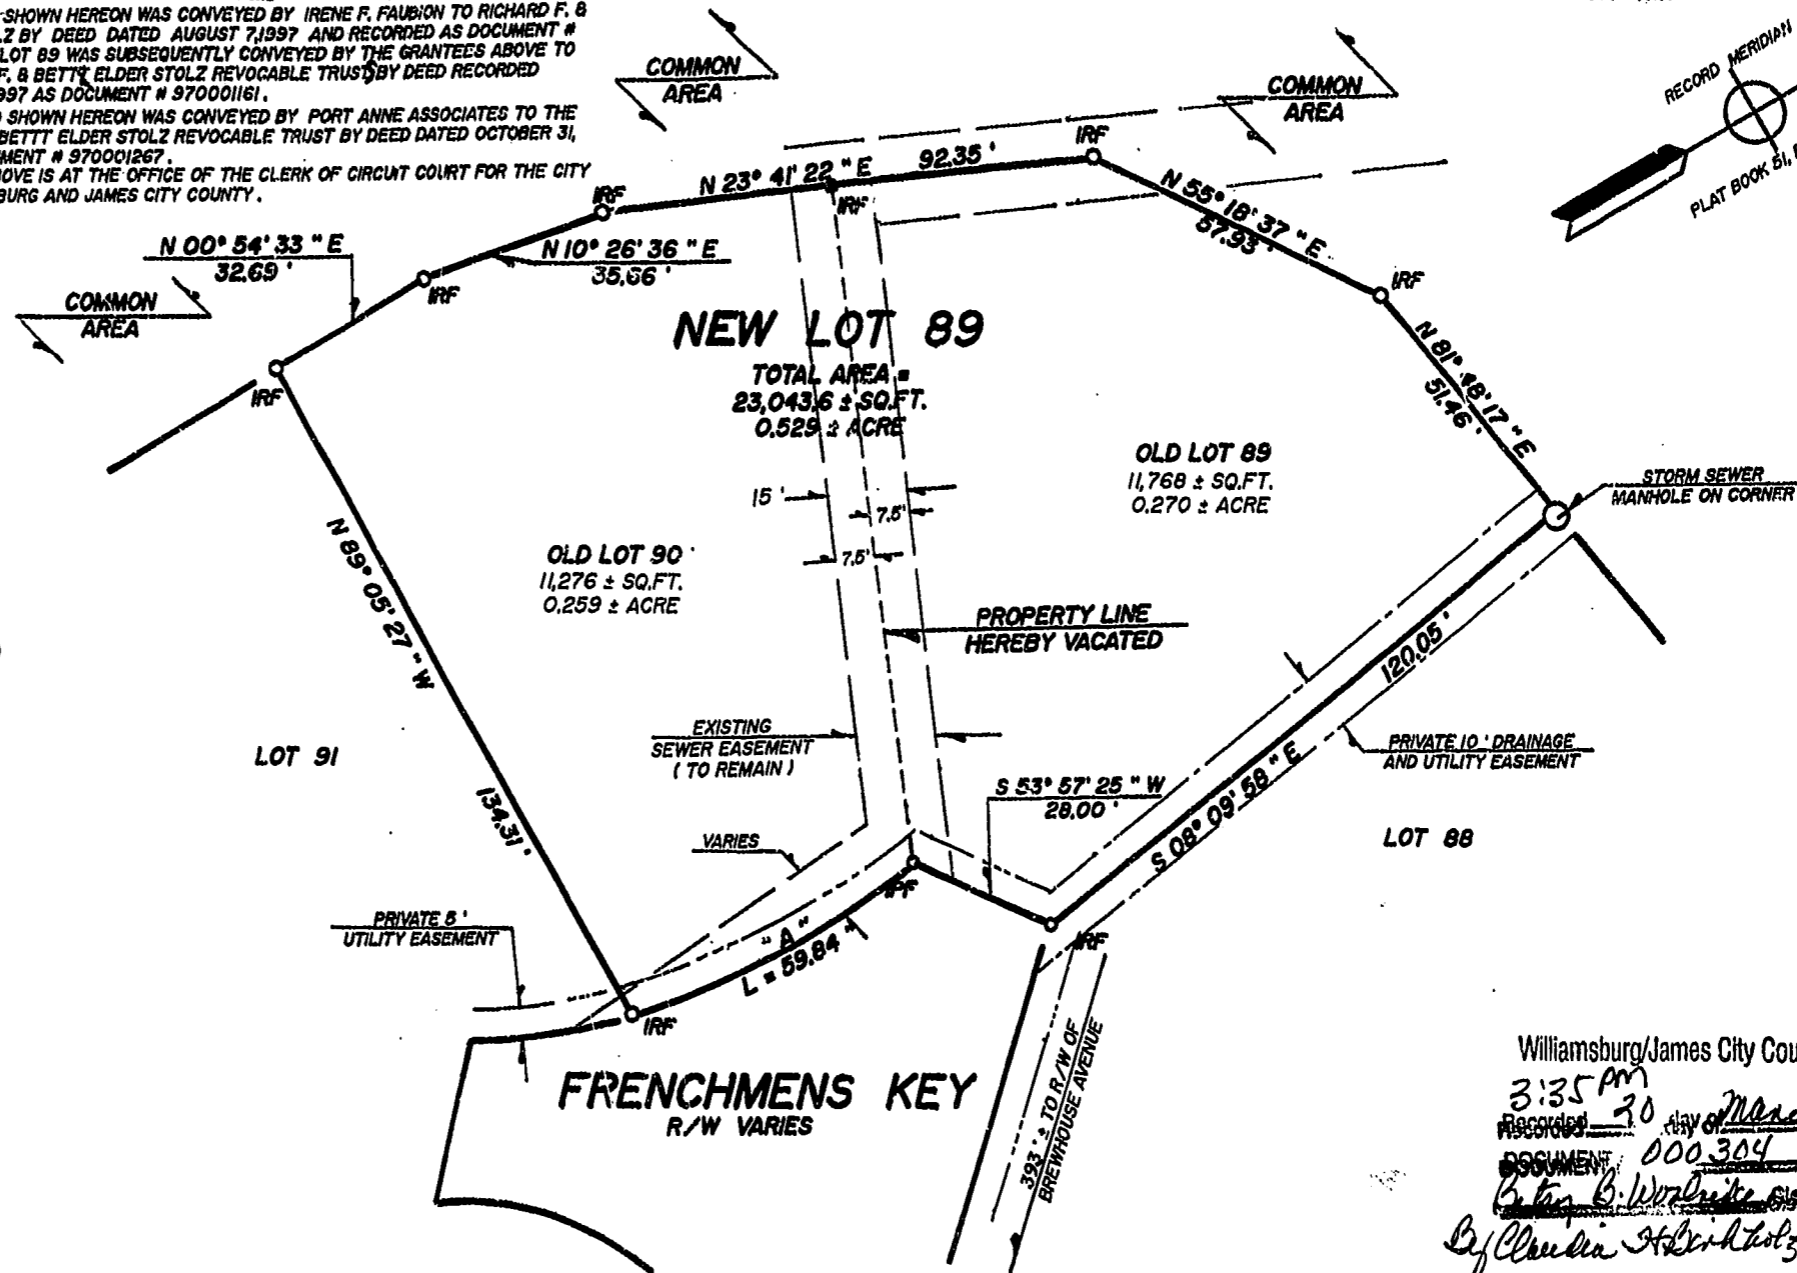 SHOWN HEREON WAS CONVEYED BY IRENE F. FAUBION TO RICHARD F. &
LZ BY DEED DATED AUGUST 7,1997 AND RECORDED AS DOCUMENT #
LOT 89 WAS SUBSEQUENTLY CONVEYED BY THE GRANTEES ABOVE TO
F. & BETTY ELDER STOLZ REVOCABLE TRUSTS BY DEED RECORDED
997 AS DOCUMENT # 970001161.
SHOWN HEREON WAS CONVEYED BY PORT ANNE ASSOCIATES TO THE
BETTY ELDER STOLZ REVOCABLE TRUST BY DEED DATED OCTOBER 31,
MENT # 970001267.
OVE IS AT THE OFFICE OF THE CLERK OF CIRCUIT COURT FOR THE CITY
BURG AND JAMES CITY COUNTY.
COMMON
AREA
COMMON
AREA
RECORD MERIDIAN
PLAT BOOK 51,
IRF
N 23° 41' 22 " E
92.35 '
IRF
IRF
N 55° 18' 37 " E
57.93 '
N 00° 54' 33 " E
32.69 '
N 10° 26' 36 " E
35.66 '
IRF
IRF
COMMON
AREA
NEW LOT 89
TOTAL AREA =
23,043.6 ± SQ.FT.
0.529 ± ACRE
N 81° 48' 17 " E
51.46 '
IRF
OLD LOT 89
11,768 ± SQ.FT.
0.270 ± ACRE
STORM SEWER
MANHOLE ON CORNER
15 '
7.5'
7.5'
OLD LOT 90
11,276 ± SQ.FT.
0.259 ± ACRE
N 89° 05' 27 " W
134.31 '
PROPERTY LINE
HEREBY VACATED
120.05 '
S 08° 09' 58 " E
EXISTING
SEWER EASEMENT
( TO REMAIN )
LOT 91
PRIVATE 10 ' DRAINAGE
AND UTILITY EASEMENT
S 53° 57' 25 " W
28.00 '
VARIES
LOT 88
IPF
PRIVATE 5 '
UTILITY EASEMENT
" A "
L = 59.84 '
IRF
IRF
FRENCHMENS KEY
R/W VARIES
393 ' ± TO R/W OF
BREWHOUSE AVENUE
Williamsburg/James City Cou
3:35 PM
Recorded 20 day of
DOCUMENT # 000304
Betsy B. Woolridge
By Claudia